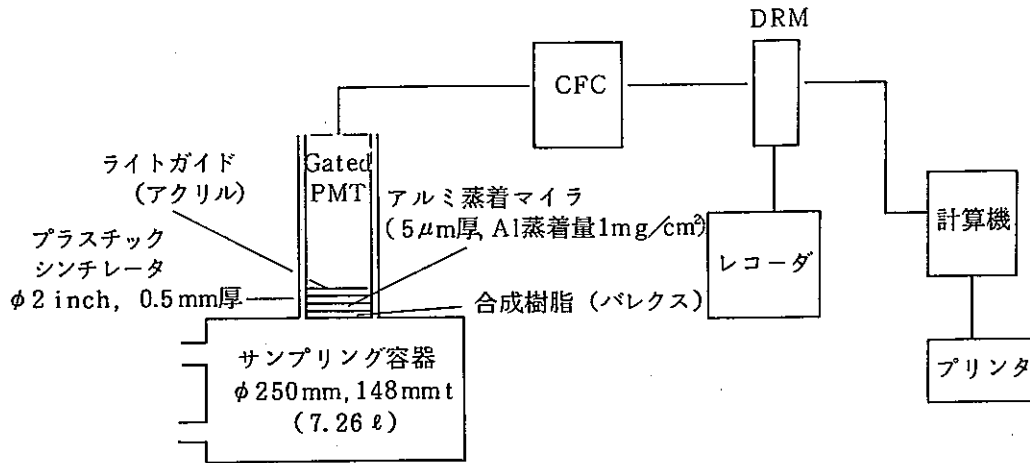 DRM
CFC
Gated
PMT
ライトガイド
(アクリル)
アルミ蒸着マイラ
(5μm厚, Al蒸着量1mg/cm²)
プラスチック
シンチレータ
φ2 inch, 0.5mm厚
合成樹脂(バレクス)
レコーダ
計算機
プリンタ
サンプリング容器
φ250mm, 148mm t
(7.26ℓ)